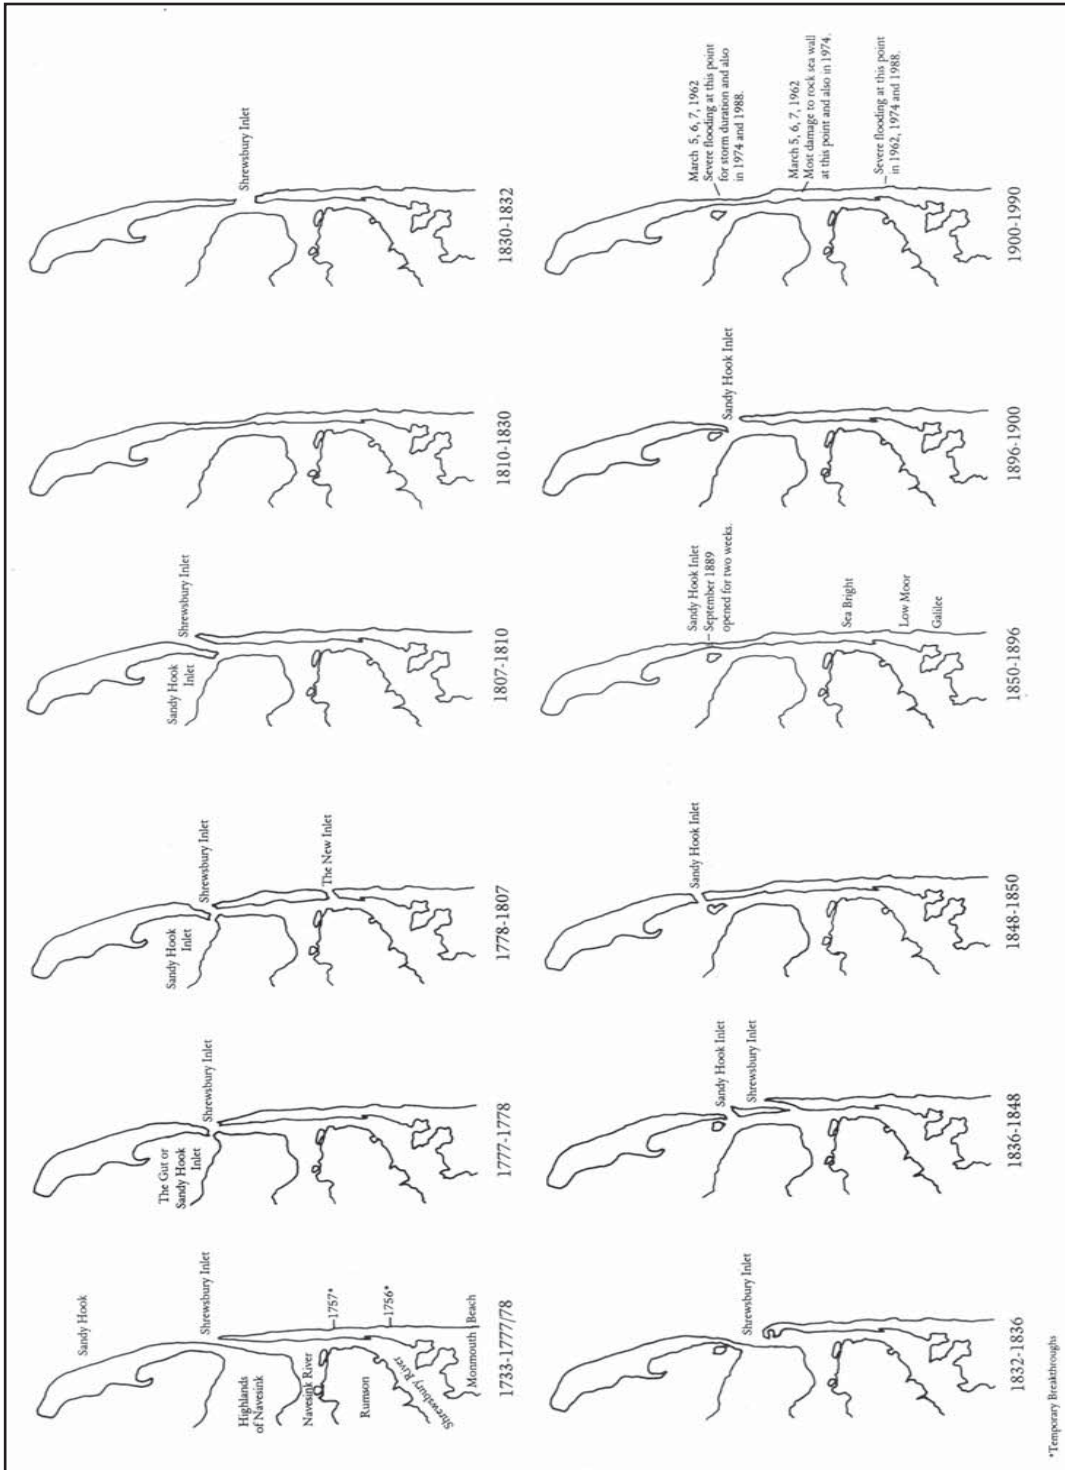 Sandy Hook
Shrewsbury Inlet
Highlands
of Navesink
Navesink River
1757*
Rumson
1756*
Shrewsbury River
Monmouth Beach
1733-1777/78
The Gut or
Sandy Hook
Inlet
Shrewsbury Inlet
1777-1778
Sandy Hook
Inlet
Shrewsbury Inlet
The New Inlet
1778-1807
Sandy Hook
Inlet
Shrewsbury Inlet
1807-1810
1810-1830
Shrewsbury Inlet
1830-1832
Shrewsbury Inlet
1832-1836
Sandy Hook Inlet
Shrewsbury Inlet
1836-1848
Sandy Hook Inlet
1848-1850
Sandy Hook Inlet
September 1889
opened for two weeks.
Sea Bright
Low Moor
Galilee
1850-1896
Sandy Hook Inlet
1896-1900
March 5, 6, 7, 1962
Severe flooding at this point
for storm duration and also
in 1974 and 1988.
March 5, 6, 7, 1962
Most damage to rock sea wall
at this point and also in 1974.
Severe flooding at this point
in 1962, 1974 and 1988.
1900-1990
*Temporary Breakthroughs